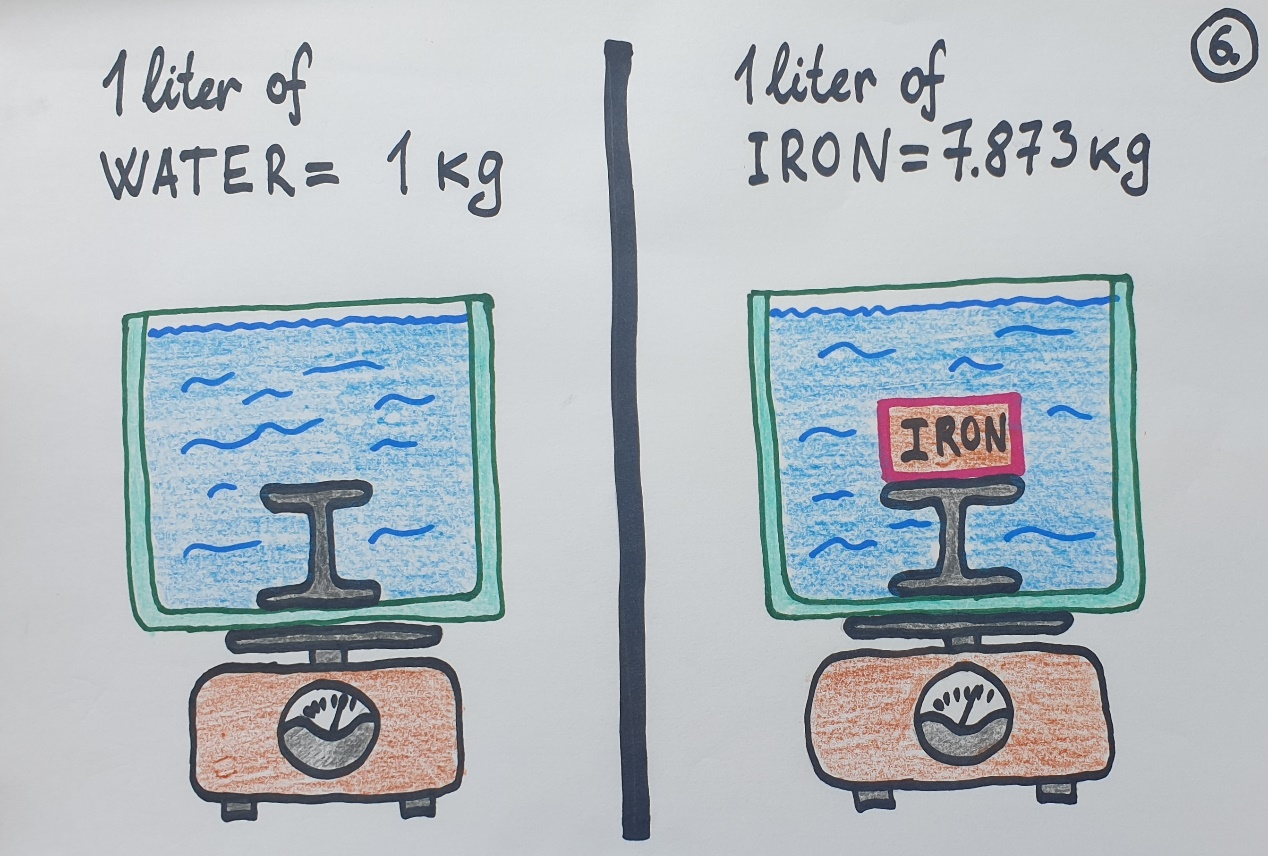 1 liter of
WATER = 1 kg
1 liter of
IRON = 7.873 kg
6.
IRON